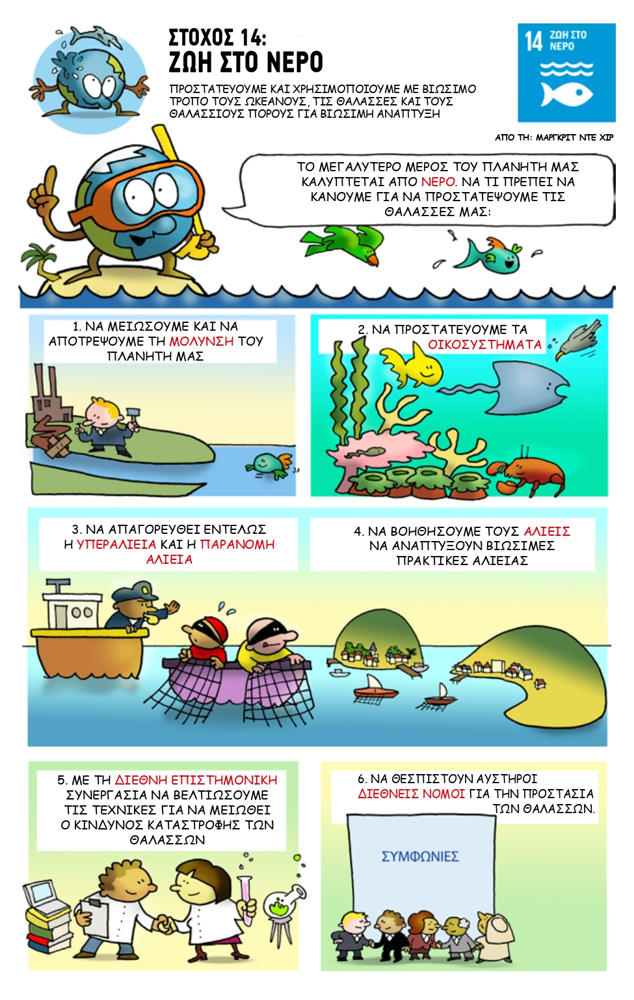 ΣΤΟΧΟΣ 14:
ΖΩΗ ΣΤΟ ΝΕΡΟ
ΠΡΟΣΤΑΤΕΥΟΥΜΕ ΚΑΙ ΧΡΗΣΙΜΟΠΟΙΟΥΜΕ ΜΕ ΒΙΩΣΙΜΟ
ΤΡΟΠΟ ΤΟΥΣ ΩΚΕΑΝΟΥΣ, ΤΙΣ ΘΑΛΑΣΣΕΣ ΚΑΙ ΤΟΥΣ
ΘΑΛΑΣΣΙΟΥΣ ΠΟΡΟΥΣ ΓΙΑ ΒΙΩΣΙΜΗ ΑΝΑΠΤΥΞΗ
14 ΖΩΗ ΣΤΟ
ΝΕΡΟ
ΑΠΟ ΤΗ: ΜΑΡΓΚΡΙΤ ΝΤΕ ΧΙΡ
ΤΟ ΜΕΓΑΛΥΤΕΡΟ ΜΕΡΟΣ ΤΟΥ ΠΛΑΝΗΤΗ ΜΑΣ
ΚΑΛΥΠΤΕΤΑΙ ΑΠΟ ΝΕΡΟ. ΝΑ ΤΙ ΠΡΕΠΕΙ ΝΑ
ΚΑΝΟΥΜΕ ΓΙΑ ΝΑ ΠΡΟΣΤΑΤΕΨΟΥΜΕ ΤΙΣ
ΘΑΛΑΣΣΕΣ ΜΑΣ:
1. ΝΑ ΜΕΙΩΣΟΥΜΕ ΚΑΙ ΝΑ
ΑΠΟΤΡΕΨΟΥΜΕ ΤΗ ΜΟΛΥΝΣΗ ΤΟΥ
ΠΛΑΝΗΤΗ ΜΑΣ
2. ΝΑ ΠΡΟΣΤΑΤΕΥΟΥΜΕ ΤΑ
ΟΙΚΟΣΥΣΤΗΜΑΤΑ
3. ΝΑ ΑΠΑΓΟΡΕΥΘΕΙ ΕΝΤΕΛΩΣ
Η ΥΠΕΡΑΛΙΕΙΑ ΚΑΙ Η ΠΑΡΑΝΟΜΗ
ΑΛΙΕΙΑ
4. ΝΑ ΒΟΗΘΗΣΟΥΜΕ ΤΟΥΣ ΑΛΙΕΙΣ
ΝΑ ΑΝΑΠΤΥΞΟΥΝ ΒΙΩΣΙΜΕΣ
ΠΡΑΚΤΙΚΕΣ ΑΛΙΕΙΑΣ
5. ΜΕ ΤΗ ΔΙΕΘΝΗ ΕΠΙΣΤΗΜΟΝΙΚΗ
ΣΥΝΕΡΓΑΣΙΑ ΝΑ ΒΕΛΤΙΩΣΟΥΜΕ
ΤΙΣ ΤΕΧΝΙΚΕΣ ΓΙΑ ΝΑ ΜΕΙΩΘΕΙ
Ο ΚΙΝΔΥΝΟΣ ΚΑΤΑΣΤΡΟΦΗΣ ΤΩΝ
ΘΑΛΑΣΣΩΝ
6. ΝΑ ΘΕΣΠΙΣΤΟΥΝ ΑΥΣΤΗΡΟΙ
ΔΙΕΘΝΕΙΣ ΝΟΜΟΙ ΓΙΑ ΤΗΝ ΠΡΟΣΤΑΣΙΑ
ΤΩΝ ΘΑΛΑΣΣΩΝ.
ΣΥΜΦΩΝΙΕΣ